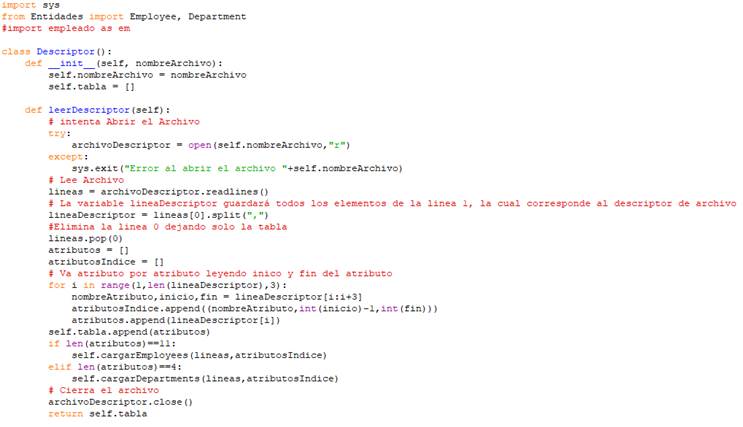 import sys
from Entidades import Employee, Department
#import empleado as em
class Descriptor():
    def __init__(self, nombreArchivo):
        self.nombreArchivo = nombreArchivo
        self.tabla = []
    def leerDescriptor(self):
        # intenta Abrir el Archivo
        try:
            archivoDescriptor = open(self.nombreArchivo,"r")
        except:
            sys.exit("Error al abrir el archivo "+self.nombreArchivo)
        # Lee Archivo
        lineas = archivoDescriptor.readlines()
        # La variable lineaDescriptor guardará todos los elementos de la linea 1, la cual corresponde al descriptor de archivo
        lineaDescriptor = lineas[0].split(",")
        #Elimina la linea 0 dejando solo la tabla
        lineas.pop(0)
        atributos = []
        atributosIndice = []
        # Va atributo por atributo leyendo inico y fin del atributo
        for i in range(1,len(lineaDescriptor),3):
            nombreAtributo,inicio,fin = lineaDescriptor[i:i+3]
            atributosIndice.append((nombreAtributo,int(inicio)-1,int(fin)))
            atributos.append(lineaDescriptor[i])
        self.tabla.append(atributos)
        if len(atributos)==11:
            self.cargarEmployees(lineas,atributosIndice)
        elif len(atributos)==4:
            self.cargarDepartments(lineas,atributosIndice)
        # Cierra el archivo
        archivoDescriptor.close()
        return self.tabla